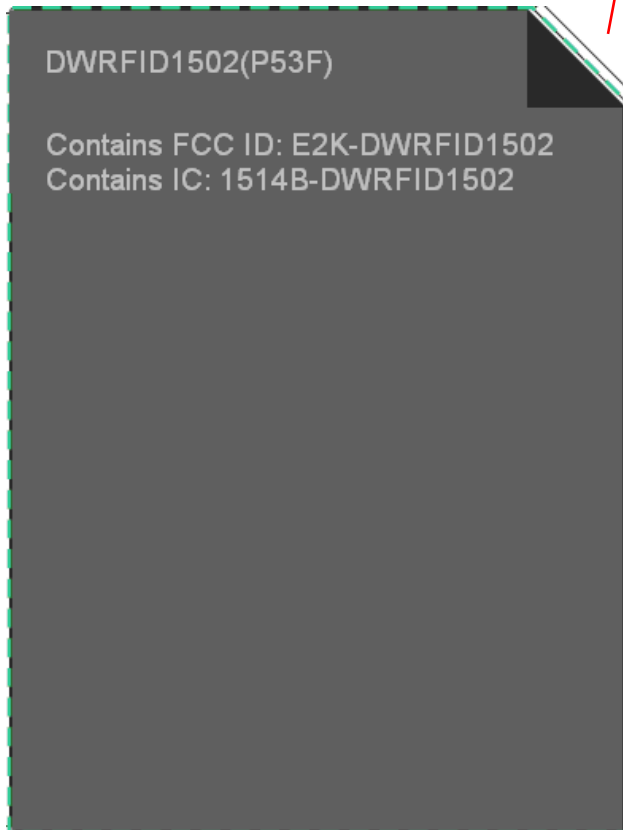 DWRFID1502(P53F)
Contains FCC ID: E2K-DWRFID1502
Contains IC: 1514B-DWRFID1502